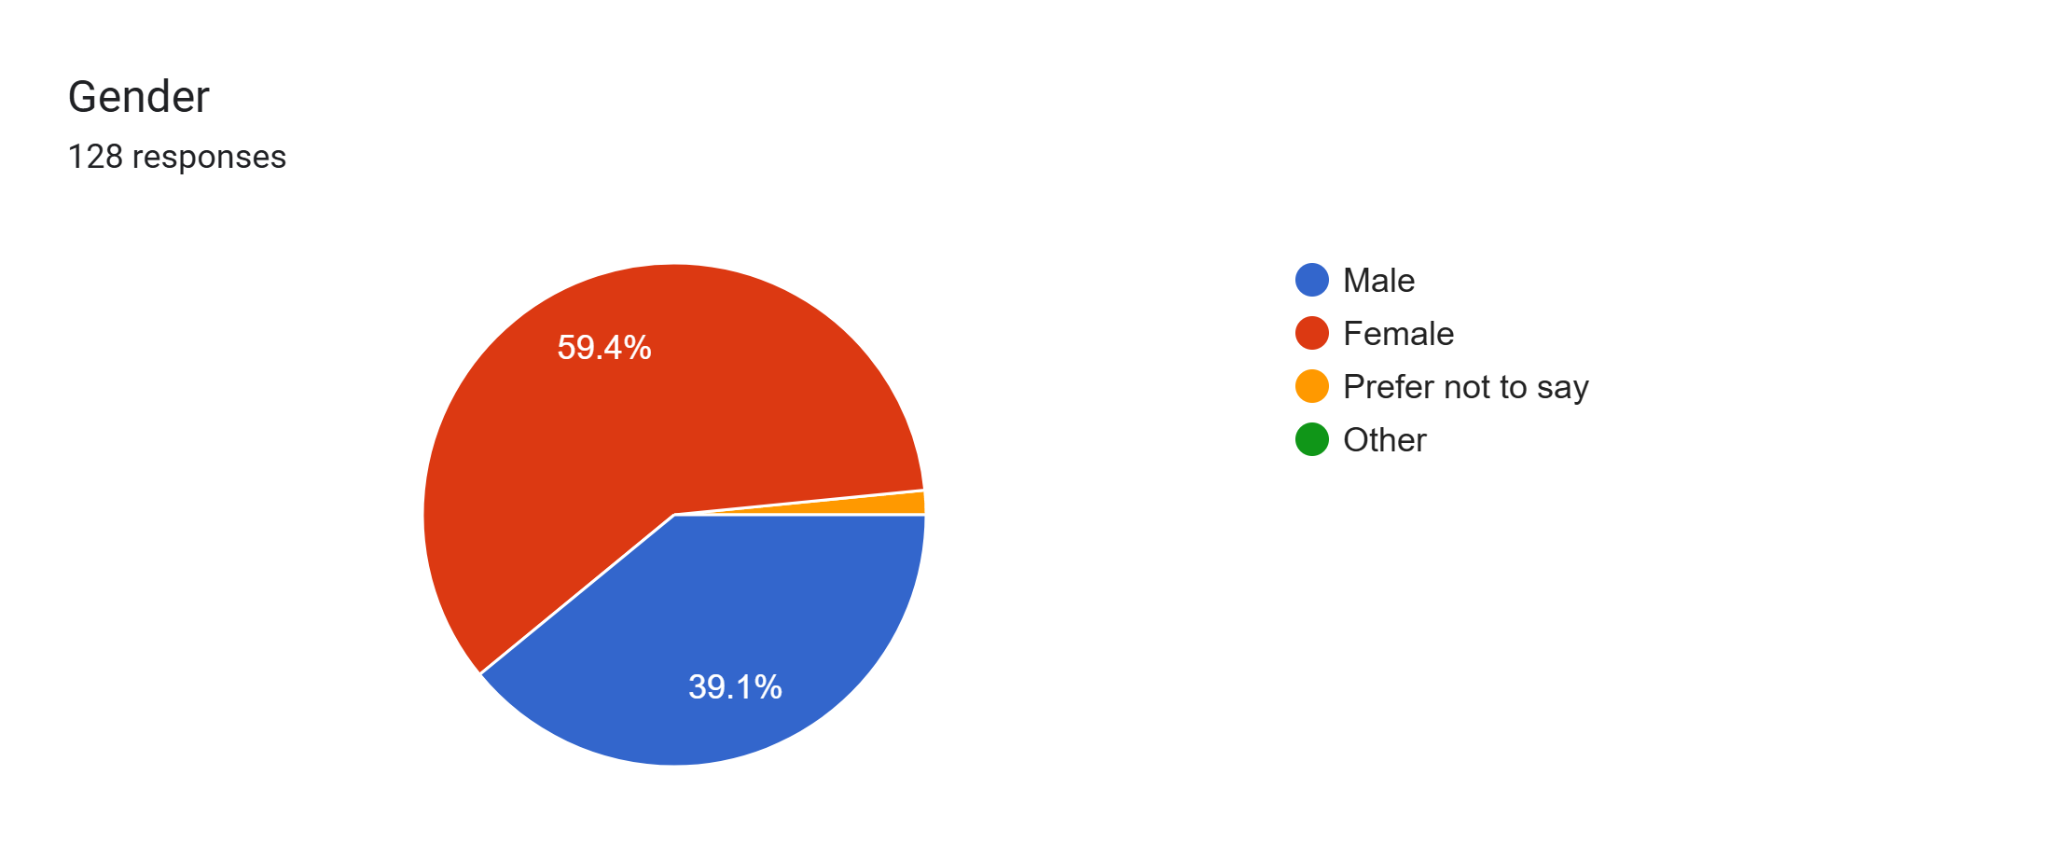 Gender
128 responses
59.4%
39.1%
Male
Female
Prefer not to say
Other